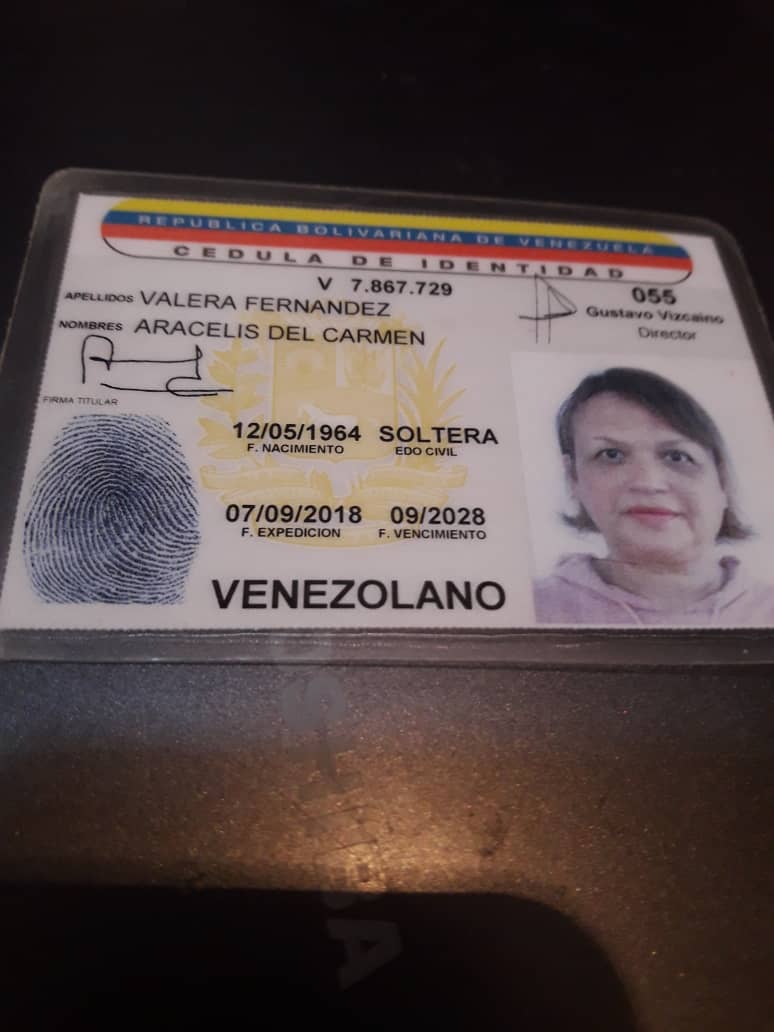 REPUBLICA BOLIVARIANA DE VENEZUELA
CEDULA DE IDENTIDAD
V 7.867.729
055
APELLIDOS VALERA FERNANDEZ
Gustavo Vizcaino
NOMBRES ARACELIS DEL CARMEN
Director
FIRMA TITULAR
12/05/1964 SOLTERA
F. NACIMIENTO EDO CIVIL
07/09/2018 09/2028
F. EXPEDICION F. VENCIMIENTO
VENEZOLANO